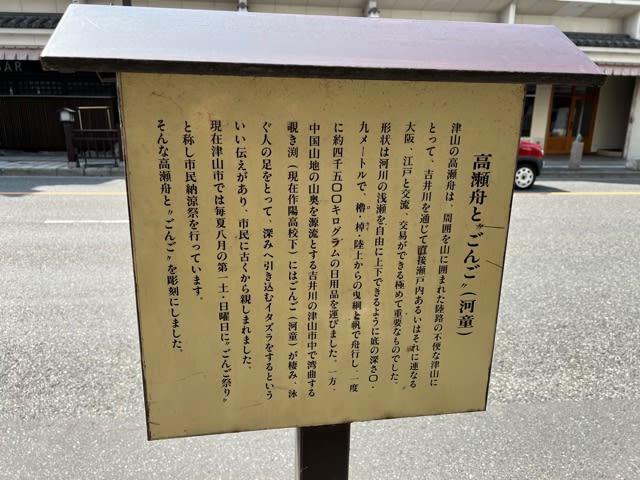 高瀬舟と〝ごんご〟(河童)
津山の高瀬舟は、周囲を山に囲まれた陸路の不便な津山に
とって、吉井川を通じて直接瀬戸内あるいはそれに連なる
大阪、江戸と交流、交易ができる極めて重要なものでした。
形状は河川の浅瀬を自由に上下できるように底の深さ〇・
九メートルで、櫓・棹・陸上からの曳綱と帆で舟行し、一度
に約四千五〇〇キログラムの日用品を運びました。一方、
中国山地の山奥を源流とする吉井川の津山市中で湾曲する
覗き渕(現在作陽高校下)にはごんご(河童)が棲み、泳
ぐ人の足をとって、深みへ引き込むイタズラをするという
いい伝えがあり、市民に古くから親しまれました。
現在津山市では毎夏八月の第一土・日曜日に〝ごんご祭り〟
と称し市民納涼祭を行っています。
そんな高瀬舟と〝ごんご〟を彫刻にしました。
BAR